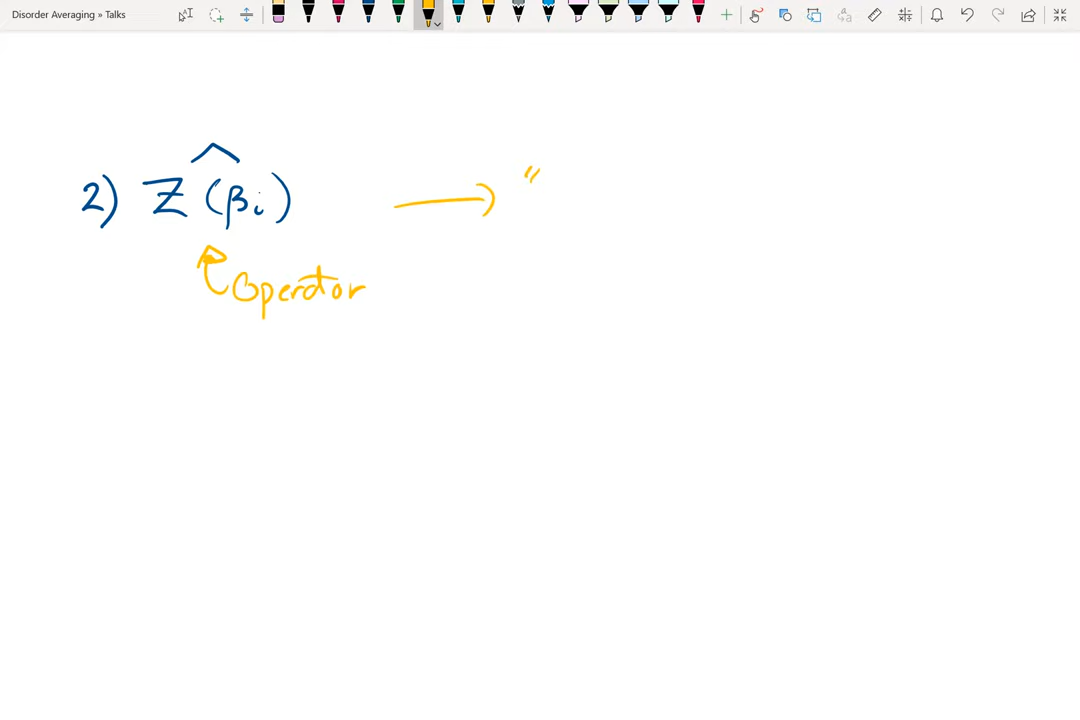 Disorder Averaging » Talks
2) Ẑ(βᵢ) → "
operator